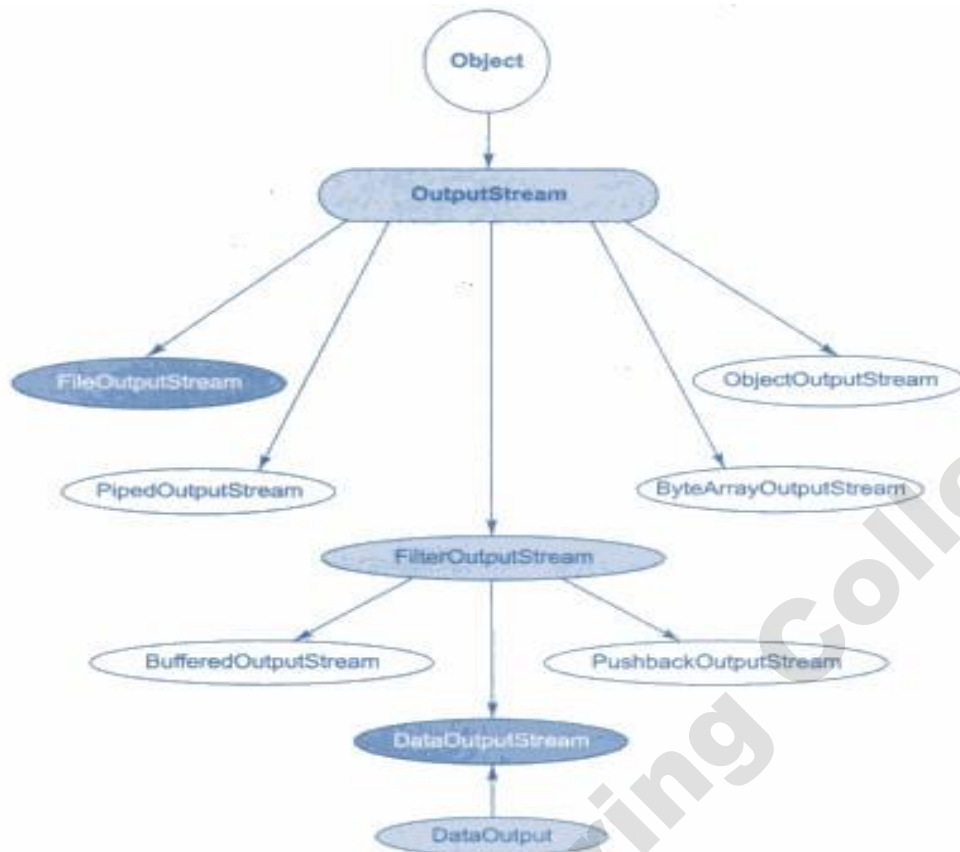 Object
OutputStream
FileOutputStream
ObjectOutputStream
PipedOutputStream
ByteArrayOutputStream
FilterOutputStream
BufferedOutputStream
PushbackOutputStream
DataOutputStream
DataOutput